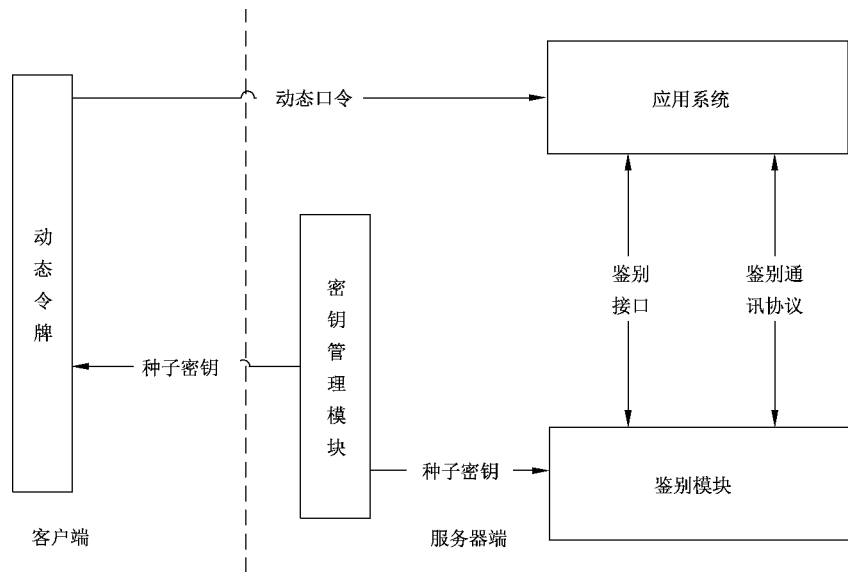 动态口令
应用系统
动态令牌
密钥管理模块
鉴别
接口
鉴别通
讯协议
种子密钥
种子密钥
鉴别模块
客户端
服务器端